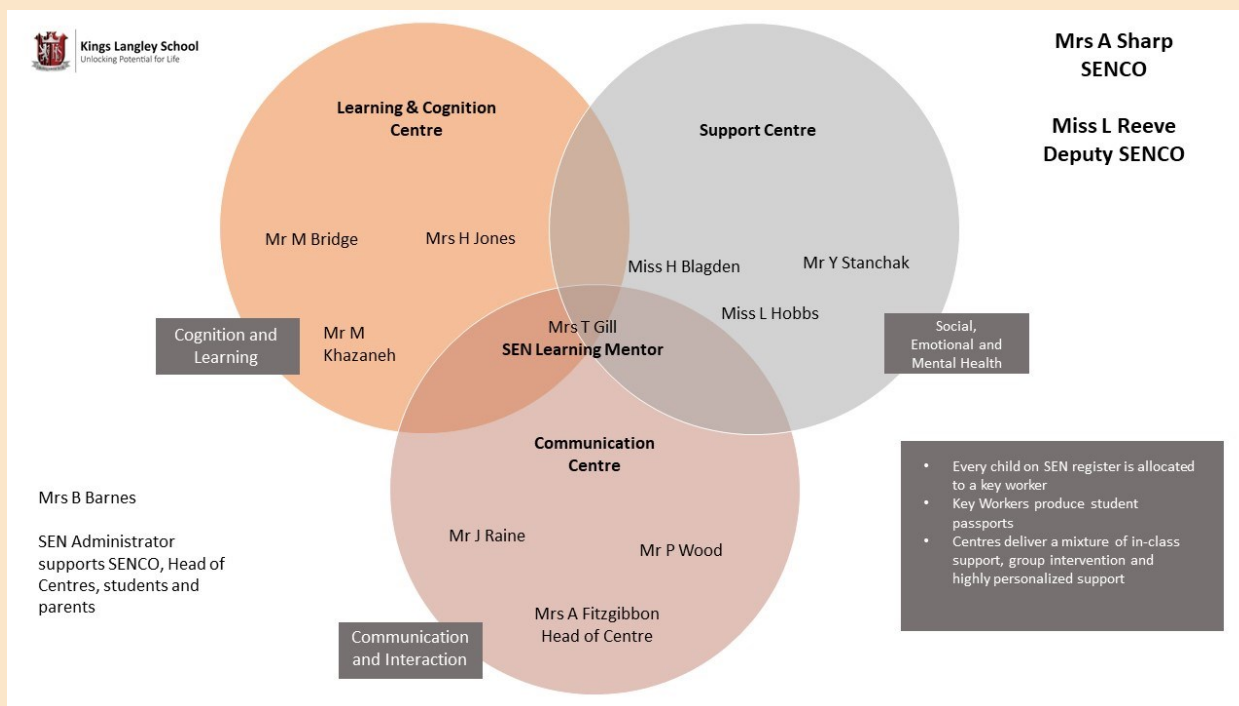 Kings Langley School
Unlocking Potential for Life
Mrs A Sharp
SENCO
Miss L Reeve
Deputy SENCO
Learning & Cognition
Centre
Support Centre
Mr M Bridge
Mrs H Jones
Miss H Blagden
Mr Y Stanchak
Miss L Hobbs
Cognition and
Learning
Mr M
Khazaneh
Mrs T Gill
SEN Learning Mentor
Social,
Emotional and
Mental Health
Communication
Centre
Mr J Raine
Mr P Wood
Mrs A Fitzgibbon
Head of Centre
Communication
and Interaction
Mrs B Barnes
SEN Administrator
supports SENCO, Head of
Centres, students and
parents
• Every child on SEN register is allocated
to a key worker
• Key Workers produce student
passports
• Centres deliver a mixture of in-class
support, group intervention and
highly personalized support